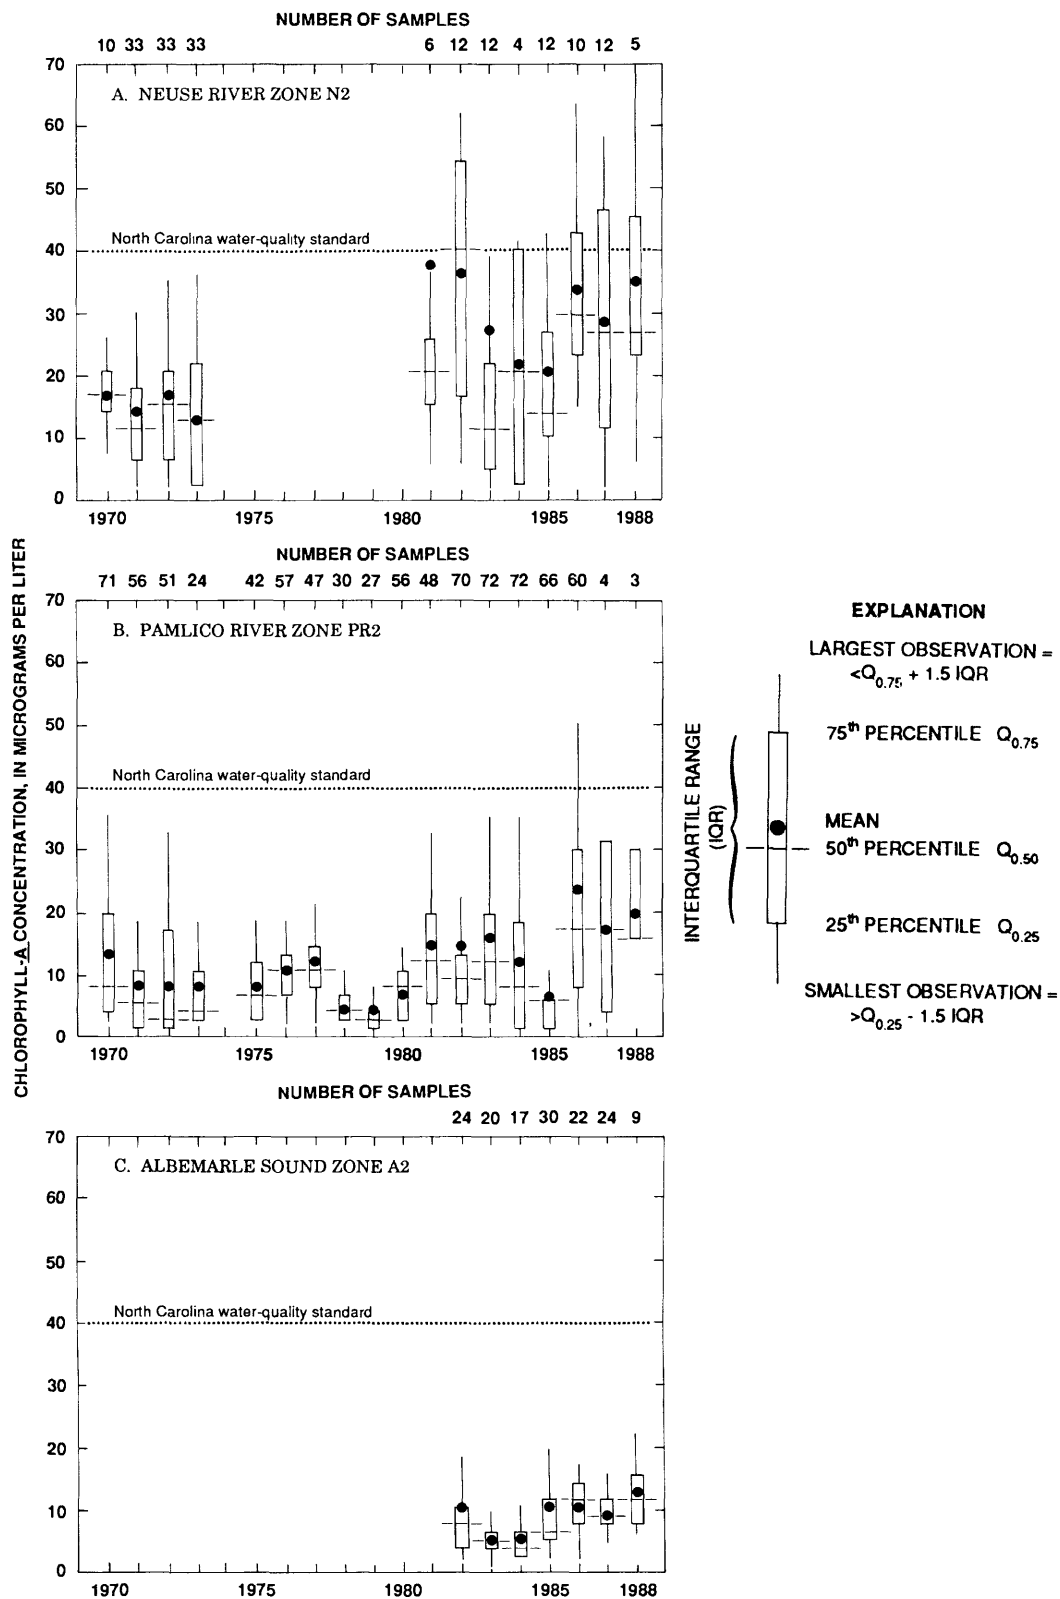 NUMBER OF SAMPLES
10 33 33 33 6 12 12 4 12 10 12 5
70
A. NEUSE RIVER ZONE N2
60
50
North Carolina water-quality standard
40
30
20
10
0
1970 1975 1980 1985 1988
CHLOROPHYLL-A CONCENTRATION, IN MICROGRAMS PER LITER
NUMBER OF SAMPLES
71 56 51 24 42 57 47 30 27 56 48 70 72 72 66 60 4 3
70
B. PAMLICO RIVER ZONE PR2
60
50
North Carolina water-quality standard
40
30
20
10
0
1970 1975 1980 1985 1988
EXPLANATION
LARGEST OBSERVATION =
<Q0.75 + 1.5 IQR
75th PERCENTILE Q0.75
MEAN
50th PERCENTILE Q0.50
25th PERCENTILE Q0.25
SMALLEST OBSERVATION =
>Q0.25 - 1.5 IQR
INTERQUARTILE RANGE
(IQR)
NUMBER OF SAMPLES
24 20 17 30 22 24 9
70
C. ALBEMARLE SOUND ZONE A2
60
50
North Carolina water-quality standard
40
30
20
10
0
1970 1975 1980 1985 1988